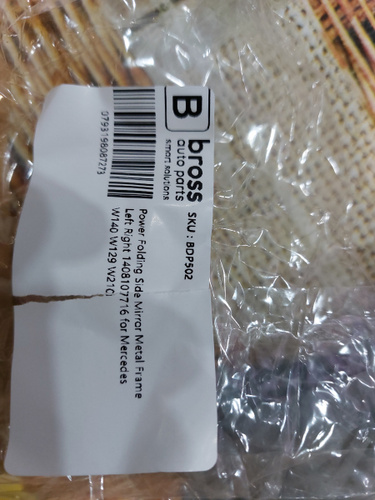 B
bross
auto parts
smart solutions
SKU : BDP502
0793198087273
Power Folding Side Mirror Metal Frame
Left Right 1408107716 for Mercedes
W140 W129 W210